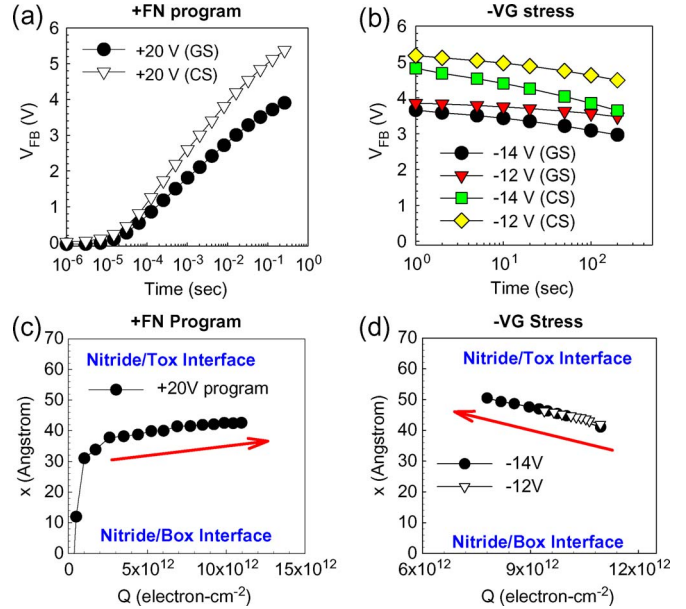 (a)
+FN program
V_FB (V)
6
5
4
3
2
1
0
+20 V (GS)
+20 V (CS)
10^-6 10^-5 10^-4 10^-3 10^-2 10^-1 10^0
Time (sec)
(b)
-VG stress
V_FB (V)
6
5
4
3
2
1
0
-14 V (GS)
-12 V (GS)
-14 V (CS)
-12 V (CS)
10^0 10^1 10^2
Time (sec)
(c)
+FN Program
x (Angstrom)
70
60
50
40
30
20
10
0
Nitride/Tox Interface
+20V program
Nitride/Box Interface
0 5x10^12 10x10^12 15x10^12
Q (electron-cm^-2)
(d)
-VG Stress
x (Angstrom)
70
60
50
40
30
20
10
0
Nitride/Tox Interface
-14V
-12V
Nitride/Box Interface
6x10^12 9x10^12 12x10^12
Q (electron-cm^-2)